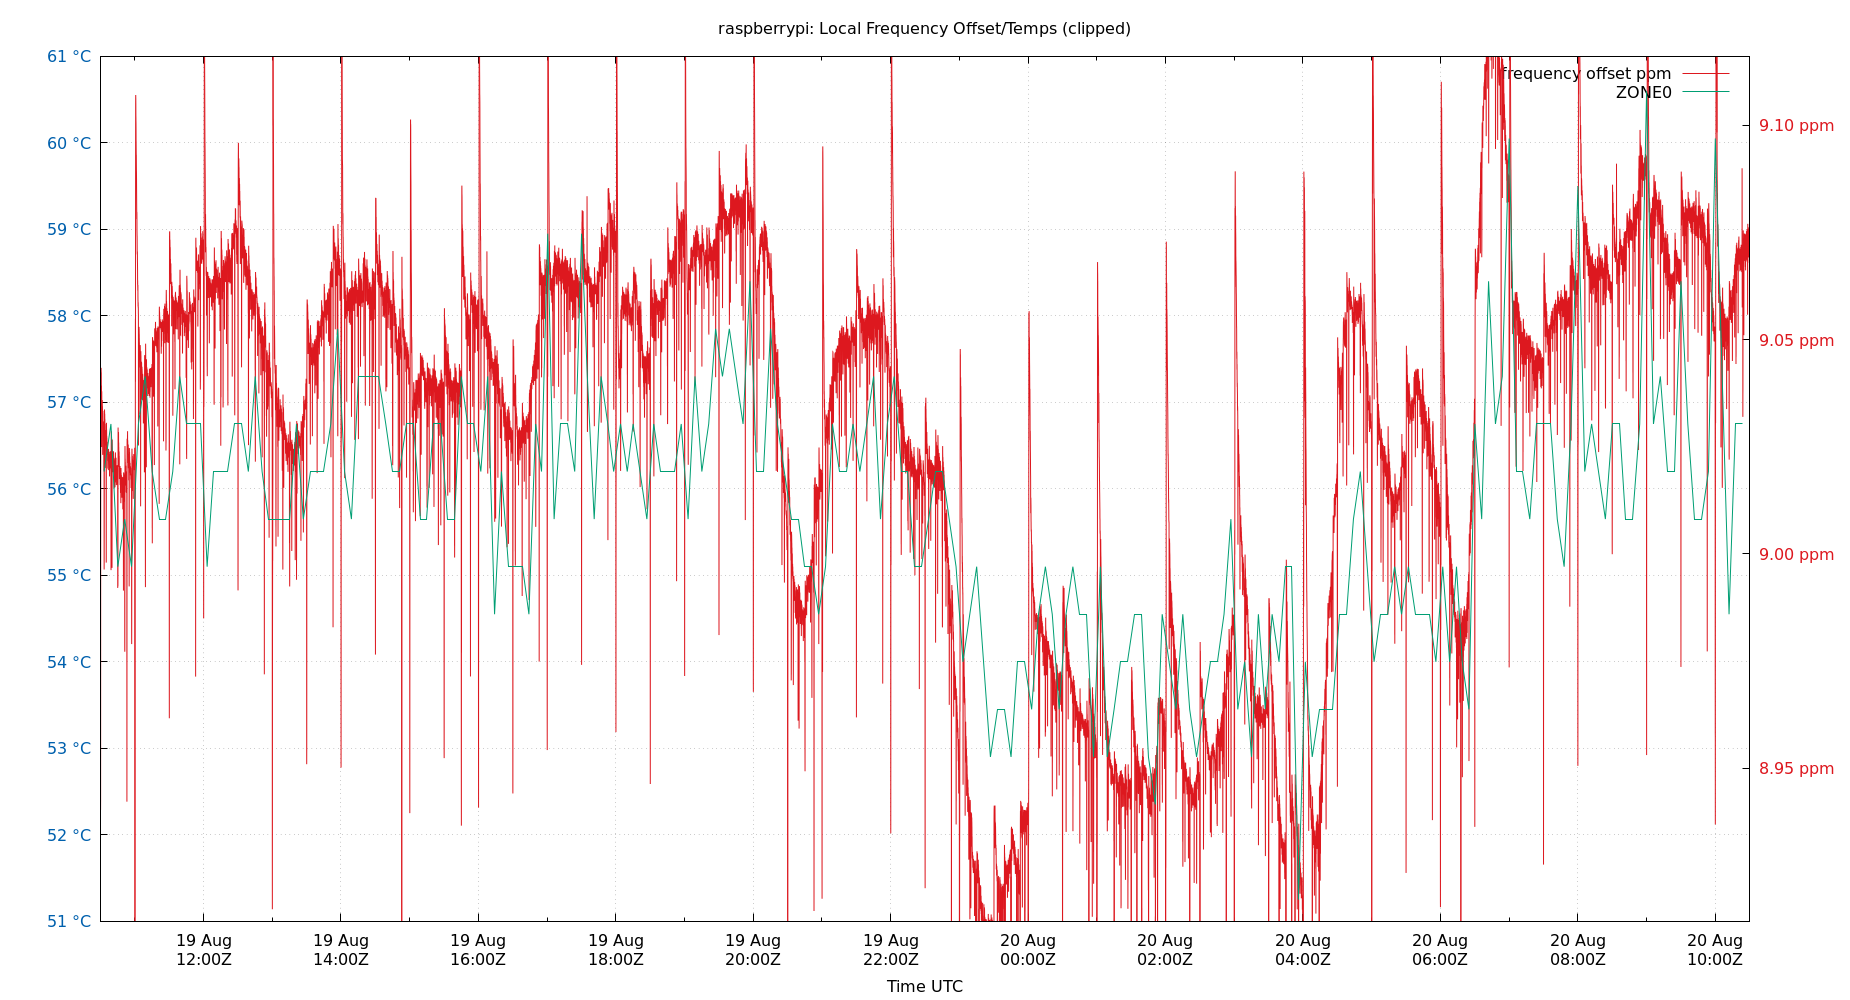 raspberrypi: Local Frequency Offset/Temps (clipped)
61 °C
60 °C
59 °C
58 °C
57 °C
56 °C
55 °C
54 °C
53 °C
52 °C
51 °C
frequency offset ppm
ZONE0
9.10 ppm
9.05 ppm
9.00 ppm
8.95 ppm
19 Aug 19 Aug 19 Aug 19 Aug 19 Aug 19 Aug 20 Aug 20 Aug 20 Aug 20 Aug 20 Aug 20 Aug
12:00Z 14:00Z 16:00Z 18:00Z 20:00Z 22:00Z 00:00Z 02:00Z 04:00Z 06:00Z 08:00Z 10:00Z
Time UTC